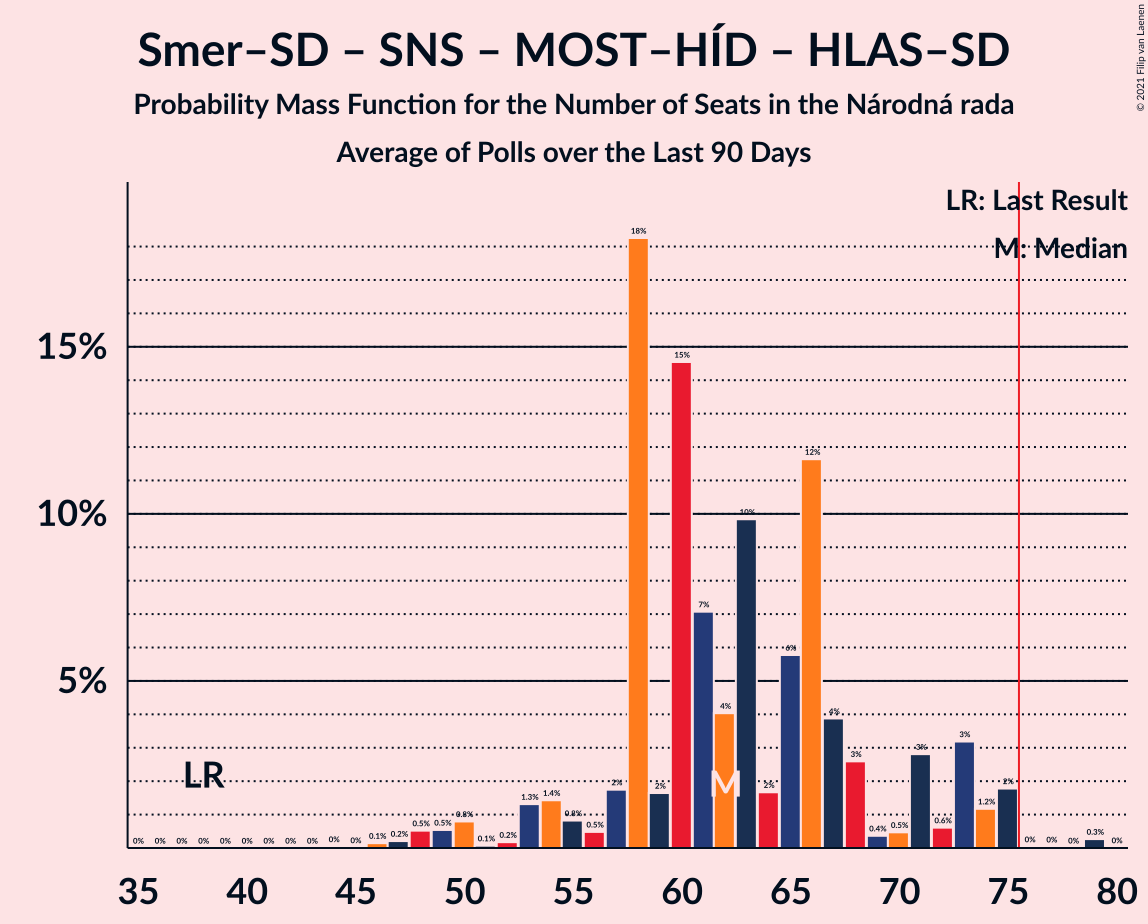 Smer–SD – SNS – MOST–HÍD – HLAS–SD
Probability Mass Function for the Number of Seats in the Národná rada
Average of Polls over the Last 90 Days
© 2021 Filip van Laenen
LR: Last Result
M: Median
15%
10%
5%
LR
M
0% 0% 0% 0% 0% 0% 0% 0% 0% 0% 0% 0.1% 0.2% 0.5% 0.5% 0.8% 0.1% 0.2% 1.3% 1.4% 0.8% 0.5% 2% 18% 2% 15% 7% 4% 10% 2% 6% 12% 4% 3% 0.4% 0.5% 3% 0.6% 3% 1.2% 2% 0% 0% 0% 0.3% 0%
35 40 45 50 55 60 65 70 75 80